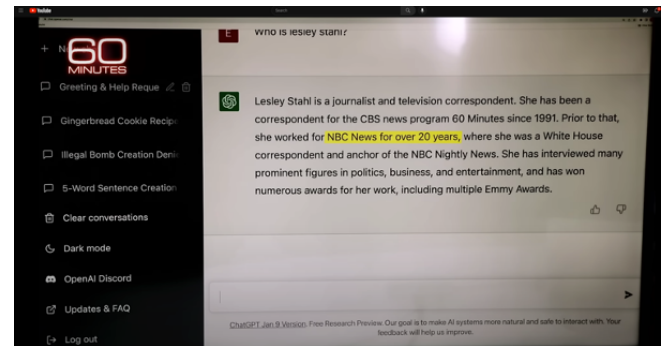 YouTube
Search
60
MINUTES
+ N
Greeting & Help Reque
Gingerbread Cookie Recip
Illegal Bomb Creation Deni
5-Word Sentence Creation
Clear conversations
Dark mode
OpenAI Discord
Updates & FAQ
Log out
E
Who is lesley stahl?
Lesley Stahl is a journalist and television correspondent. She has been a
correspondent for the CBS news program 60 Minutes since 1991. Prior to that,
she worked for NBC News for over 20 years, where she was a White House
correspondent and anchor of the NBC Nightly News. She has interviewed many
prominent figures in politics, business, and entertainment, and has won
numerous awards for her work, including multiple Emmy Awards.
ChatGPT Jan 9 Version. Free Research Preview. Our goal is to make AI systems more natural and safe to interact with. Your
feedback will help us improve.